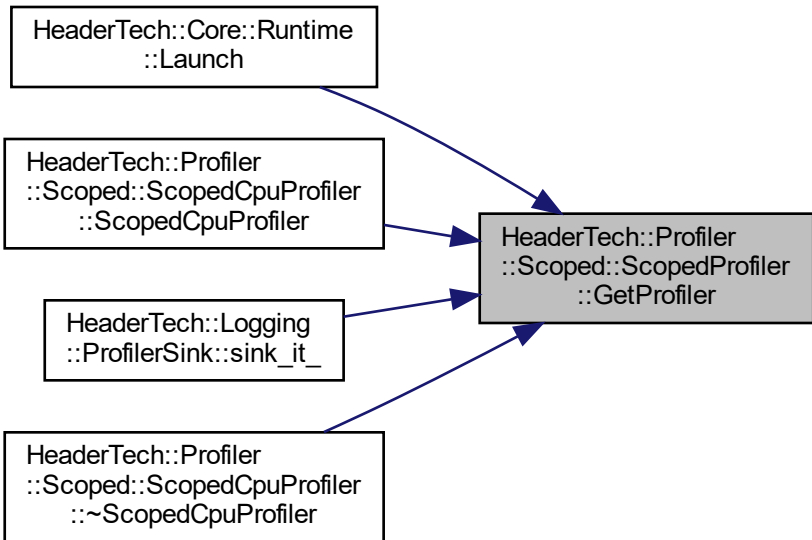 HeaderTech::Core::Runtime
::Launch
HeaderTech::Profiler
::Scoped::ScopedCpuProfiler
::ScopedCpuProfiler
HeaderTech::Logging
::ProfilerSink::sink_it_
HeaderTech::Profiler
::Scoped::ScopedCpuProfiler
::~ScopedCpuProfiler
HeaderTech::Profiler
::Scoped::ScopedProfiler
::GetProfiler